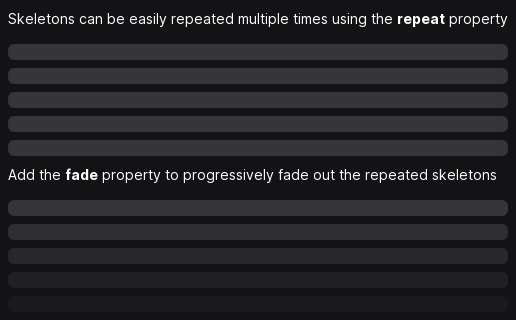 Skeletons can be easily repeated multiple times using the repeat property
Add the fade property to progressively fade out the repeated skeletons